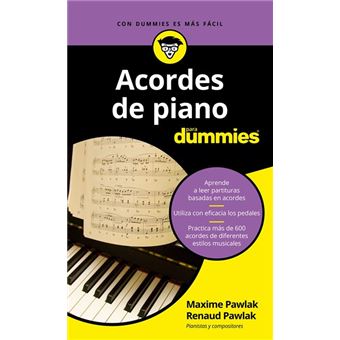 CON DUMMIES ES MÁS FÁCIL
Acordes
de piano
para
dummies
Aprende
a leer partituras
basadas en acordes
Utiliza con eficacia los pedales
Practica más de 600
acordes de diferentes
estilos musicales
Maxime Pawlak
Renaud Pawlak
Pianistas y compositores